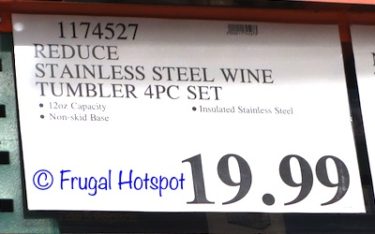 1174527
REDUCE
STAINLESS STEEL WINE
TUMBLER 4PC SET
• 12oz Capacity • Insulated Stainless Steel
• Non-skid Base
© Frugal Hotspot 19.99